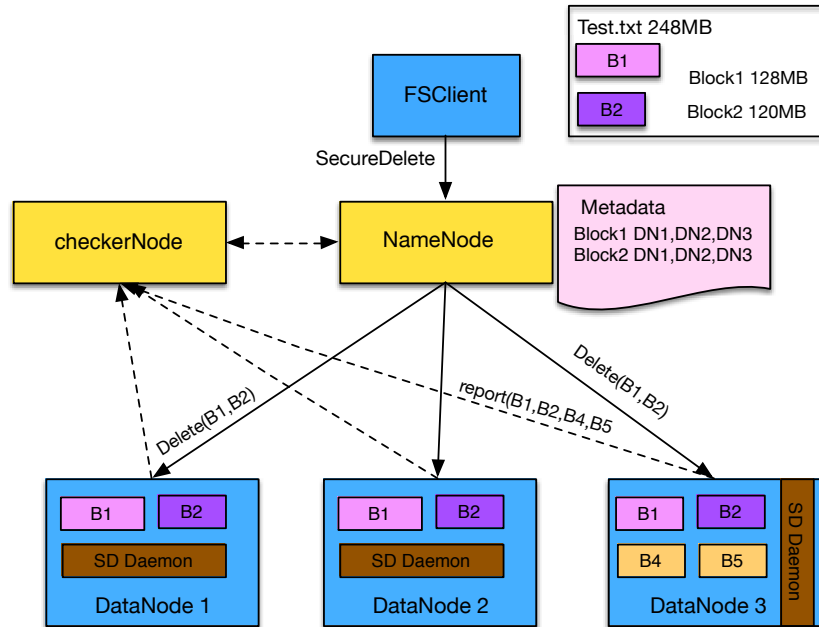 Test.txt 248MB
B1
Block1 128MB
B2
Block2 120MB
FSClient
SecureDelete
checkerNode
NameNode
Metadata
Block1 DN1,DN2,DN3
Block2 DN1,DN2,DN3
Delete(B1,B2)
report(B1,B2,B4,B5
Delete(B1,B2)
B1
B2
SD Daemon
DataNode 1
B1
B2
SD Daemon
DataNode 2
B1
B2
B4
B5
SD Daemon
DataNode 3